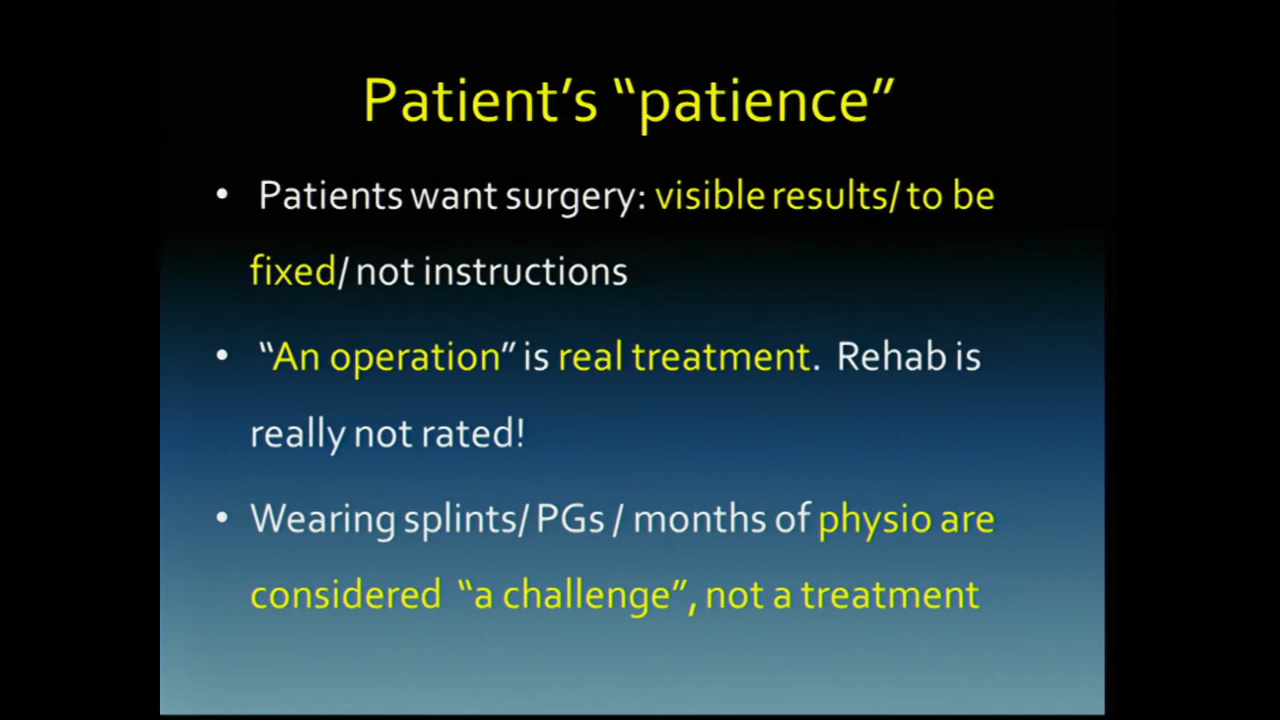 Patient’s “patience”
• Patients want surgery: visible results/ to be
fixed/ not instructions
• “An operation” is real treatment. Rehab is
really not rated!
• Wearing splints/ PGs / months of physio are
considered “a challenge”, not a treatment